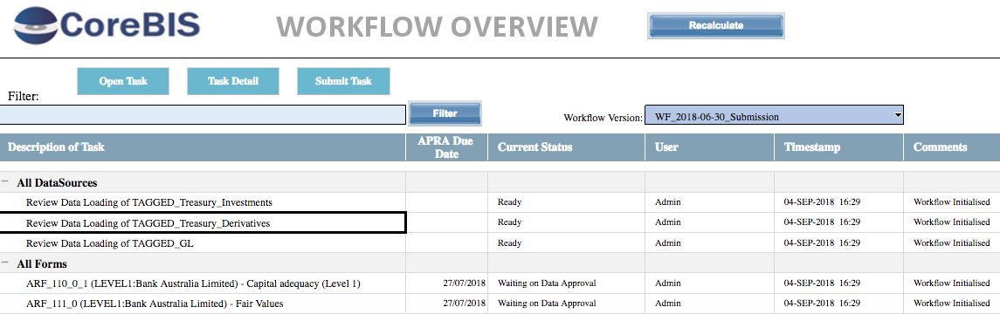 CoreBIS WORKFLOW OVERVIEW Recalculate
Open Task Task Detail Submit Task
Filter:
Filter Workflow Version: WF_2018-06-30_Submission
Description of Task APRA Due Date Current Status User Timestamp Comments
All DataSources
Review Data Loading of TAGGED_Treasury_Investments Ready Admin 04-SEP-2018 16:29 Workflow Initialised
Review Data Loading of TAGGED_Treasury_Derivatives Ready Admin 04-SEP-2018 16:29 Workflow Initialised
Review Data Loading of TAGGED_GL Ready Admin 04-SEP-2018 16:29 Workflow Initialised
All Forms
ARF_110_0_1 (LEVEL1:Bank Australia Limited) - Capital adequacy (Level 1) 27/07/2018 Waiting on Data Approval Admin 04-SEP-2018 16:29 Workflow Initialised
ARF_111_0 (LEVEL1:Bank Australia Limited) - Fair Values 27/07/2018 Waiting on Data Approval Admin 04-SEP-2018 16:29 Workflow Initialised